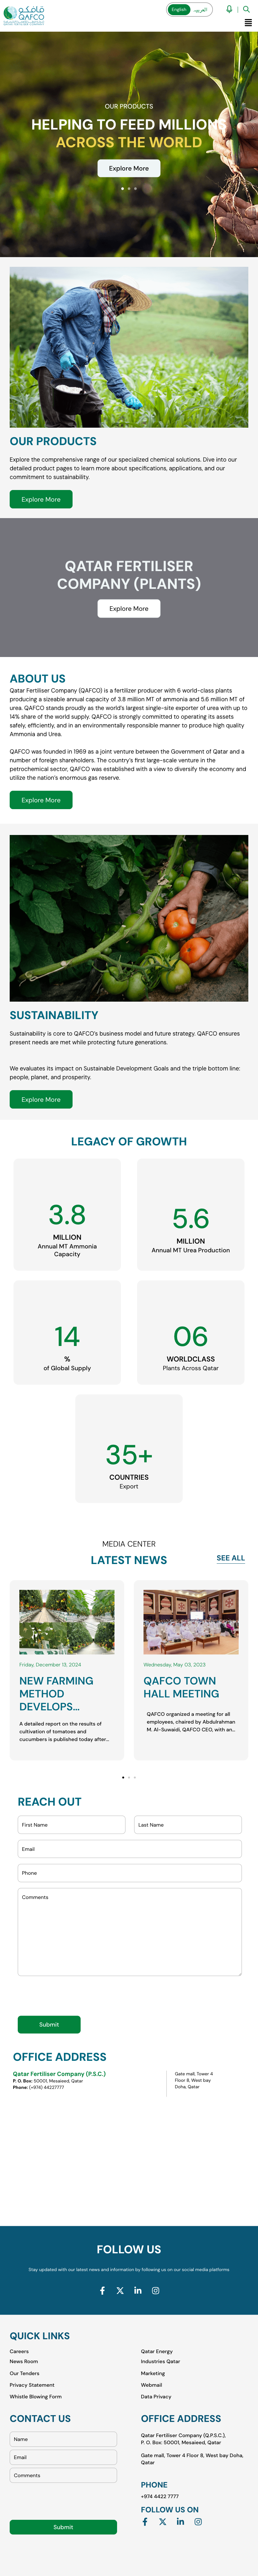 قافكو
QAFCO
English
العربية
OUR PRODUCTS
HELPING TO FEED MILLIONS
ACROSS THE WORLD
Explore More
OUR PRODUCTS
Explore the comprehensive range of our specialized chemical solutions. Dive into our
detailed product pages to learn more about specifications, applications, and our
commitment to sustainability.
Explore More
QATAR FERTILISER
COMPANY (PLANTS)
Explore More
ABOUT US
Qatar Fertiliser Company (QAFCO) is a fertilizer producer with 6 world-class plants
producing a sizeable annual capacity of 3.8 million MT of ammonia and 5.6 million MT of
urea. QAFCO stands proudly as the world's largest single-site exporter of urea with up to
14% share of the world supply. QAFCO is strongly committed to operating its assets
safely, efficiently, and in an environmentally responsible manner to produce high quality
Ammonia and Urea.
QAFCO was founded in 1969 as a joint venture between the Government of Qatar and a
number of foreign shareholders. The country's first large-scale venture in the
petrochemical sector, QAFCO was established with a view to diversify the economy and
utilize the nation's enormous gas reserve.
Explore More
SUSTAINABILITY
Sustainability is core to QAFCO's business model and future strategy. QAFCO ensures
present needs are met while protecting future generations.
We evaluates its impact on Sustainable Development Goals and the triple bottom line:
people, planet, and prosperity.
Explore More
LEGACY OF GROWTH
3.8
MILLION
Annual MT Ammonia
Capacity
5.6
MILLION
Annual MT Urea Production
14
%
of Global Supply
06
WORLDCLASS
Plants Across Qatar
35+
COUNTRIES
Export
MEDIA CENTER
LATEST NEWS
SEE ALL
Friday, December 13, 2024
NEW FARMING
METHOD
DEVELOPS...
A detailed report on the results of
cultivation of tomatoes and
cucumbers is published today after...
Wednesday, May 03, 2023
QAFCO TOWN
HALL MEETING
QAFCO organized a meeting for all
employees, chaired by Abdulrahman
M. Al-Suwaidi, QAFCO CEO, with an...
REACH OUT
First Name
Last Name
Email
Phone
Comments
Submit
OFFICE ADDRESS
Qatar Fertiliser Company (P.S.C.)
P. O. Box: 50001, Mesaieed, Qatar
Phone: (+974) 44227777
Gate mall, Tower 4
Floor 8, West bay
Doha, Qatar
FOLLOW US
Stay updated with our latest news and information by following us on our social media platforms
QUICK LINKS
Careers
News Room
Our Tenders
Privacy Statement
Whistle Blowing Form
Qatar Energy
Industries Qatar
Marketing
Webmail
Data Privacy
CONTACT US
Name
Email
Comments
Submit
OFFICE ADDRESS
Qatar Fertiliser Company (Q.P.S.C.),
P. O. Box: 50001, Mesaieed, Qatar
Gate mall, Tower 4 Floor 8, West bay Doha,
Qatar
PHONE
+974 4422 7777
FOLLOW US ON